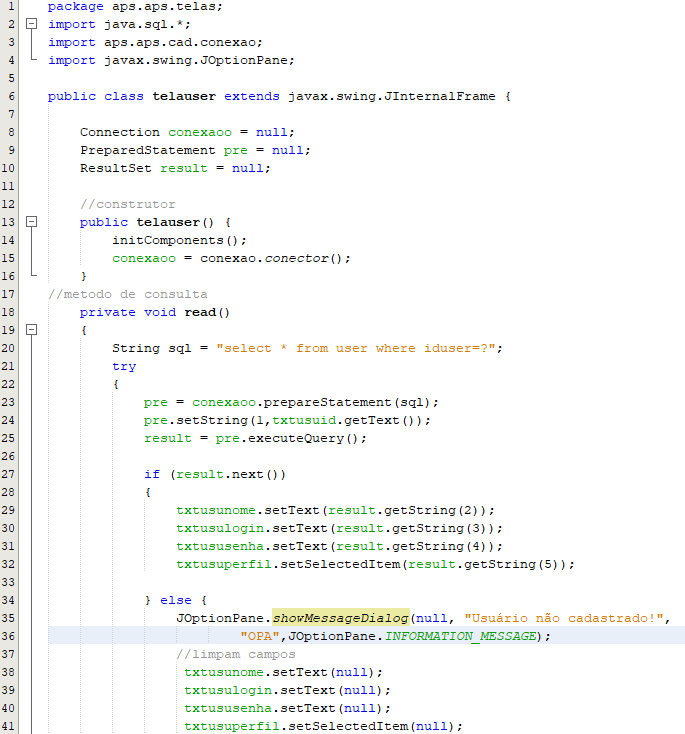 1 package aps.aps.telas;
2 import java.sql.*;
3 import aps.aps.cad.conexao;
4 import javax.swing.JOptionPane;
5
6 public class telauser extends javax.swing.JInternalFrame {
7
8 Connection conexaoo = null;
9 PreparedStatement pre = null;
10 ResultSet result = null;
11
12 //construtor
13 public telauser() {
14 initComponents();
15 conexaoo = conexao.conector();
16 }
17 //metodo de consulta
18 private void read()
19 {
20 String sql = "select * from user where iduser=?";
21 try
22 {
23 pre = conexaoo.prepareStatement(sql);
24 pre.setString(1,txtusuid.getText());
25 result = pre.executeQuery();
26
27 if (result.next())
28 {
29 txtusunome.setText(result.getString(2));
30 txtusulogin.setText(result.getString(3));
31 txtususenha.setText(result.getString(4));
32 txtusuperfil.setSelectedItem(result.getString(5));
33
34 } else {
35 JOptionPane.showMessageDialog(null, "Usuário não cadastrado!",
36 "OPA",JOptionPane.INFORMATION_MESSAGE);
37 //limpam campos
38 txtusunome.setText(null);
39 txtusulogin.setText(null);
40 txtususenha.setText(null);
41 txtusuperfil.setSelectedItem(null);